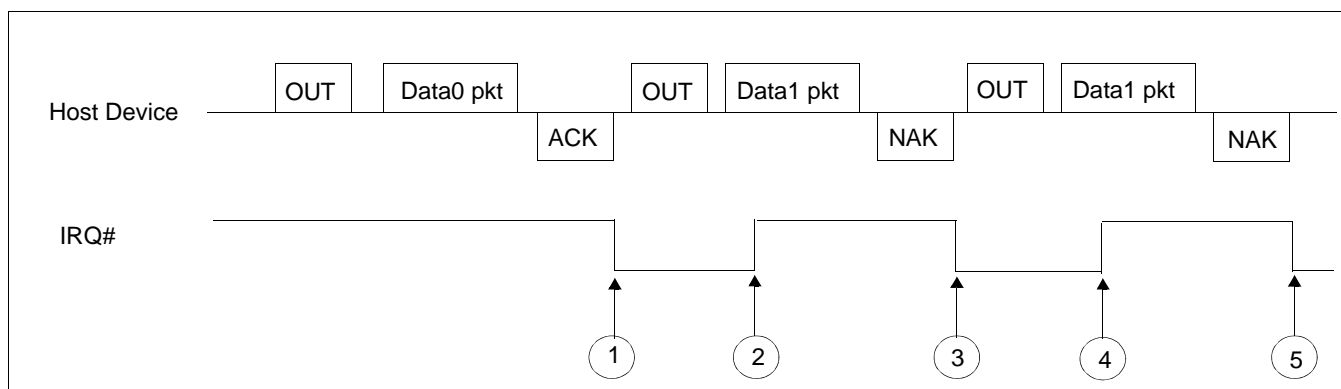 OUT Data0 pkt OUT Data1 pkt OUT Data1 pkt
Host Device
ACK NAK NAK
IRQ#
1 2 3 4 5